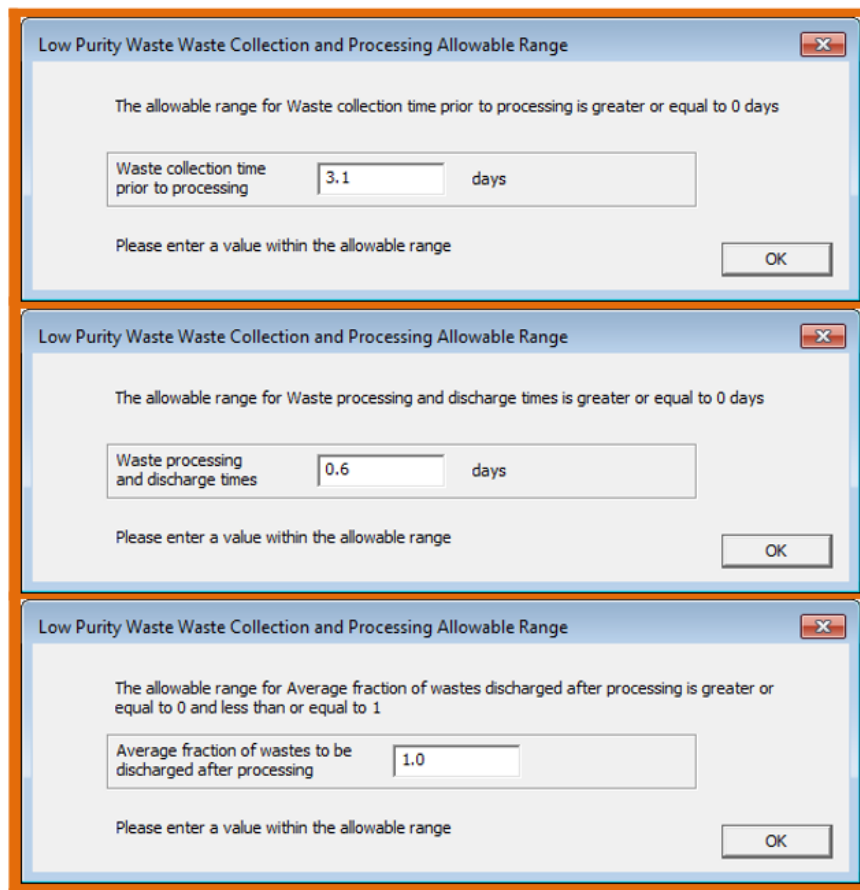 Low Purity Waste Waste Collection and Processing Allowable Range
The allowable range for Waste collection time prior to processing is greater or equal to 0 days
Waste collection time
prior to processing
3.1
days
Please enter a value within the allowable range
OK
Low Purity Waste Waste Collection and Processing Allowable Range
The allowable range for Waste processing and discharge times is greater or equal to 0 days
Waste processing
and discharge times
0.6
days
Please enter a value within the allowable range
OK
Low Purity Waste Waste Collection and Processing Allowable Range
The allowable range for Average fraction of wastes discharged after processing is greater or
equal to 0 and less than or equal to 1
Average fraction of wastes to be
discharged after processing
1.0
Please enter a value within the allowable range
OK